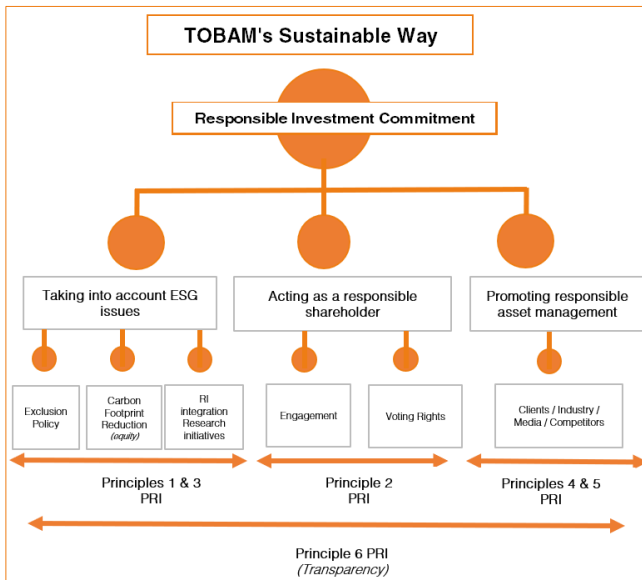 TOBAM's Sustainable Way
Responsible Investment Commitment
Taking into account ESG
issues
Acting as a responsible
shareholder
Promoting responsible
asset management
Exclusion
Policy
Carbon
Footprint
Reduction
(equity)
RI
integration
Research
initiatives
Engagement
Voting Rights
Clients / Industry /
Media / Competitors
Principles 1 & 3
PRI
Principle 2
PRI
Principles 4 & 5
PRI
Principle 6 PRI
(Transparency)